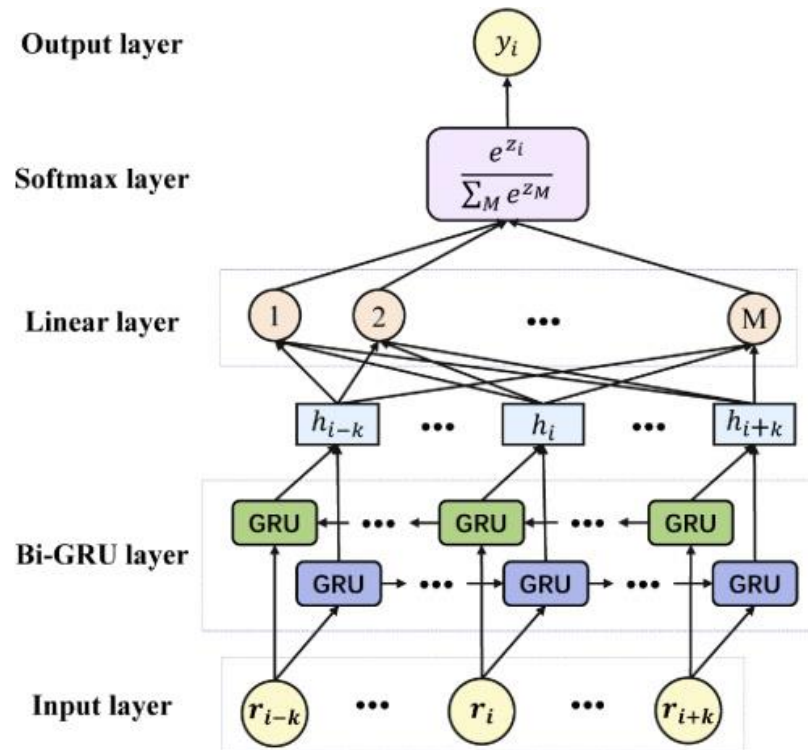 Output layer
y_i
Softmax layer
e^{z_i} / ∑_M e^{z_M}
Linear layer
1 2 ••• M
h_{i−k} ••• h_i ••• h_{i+k}
GRU ••• GRU ••• GRU
Bi-GRU layer
GRU ••• GRU ••• GRU
Input layer
r_{i−k} ••• r_i ••• r_{i+k}